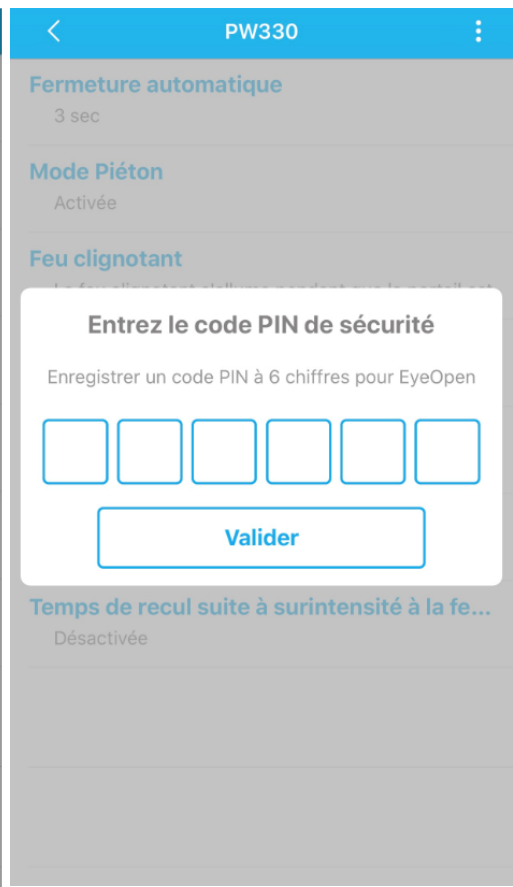 PW330
Fermeture automatique
3 sec
Mode Piéton
Activée
Feu clignotant
Entrez le code PIN de sécurité
Enregistrer un code PIN à 6 chiffres pour EyeOpen
Valider
Temps de recul suite à surintensité à la fe...
Désactivée